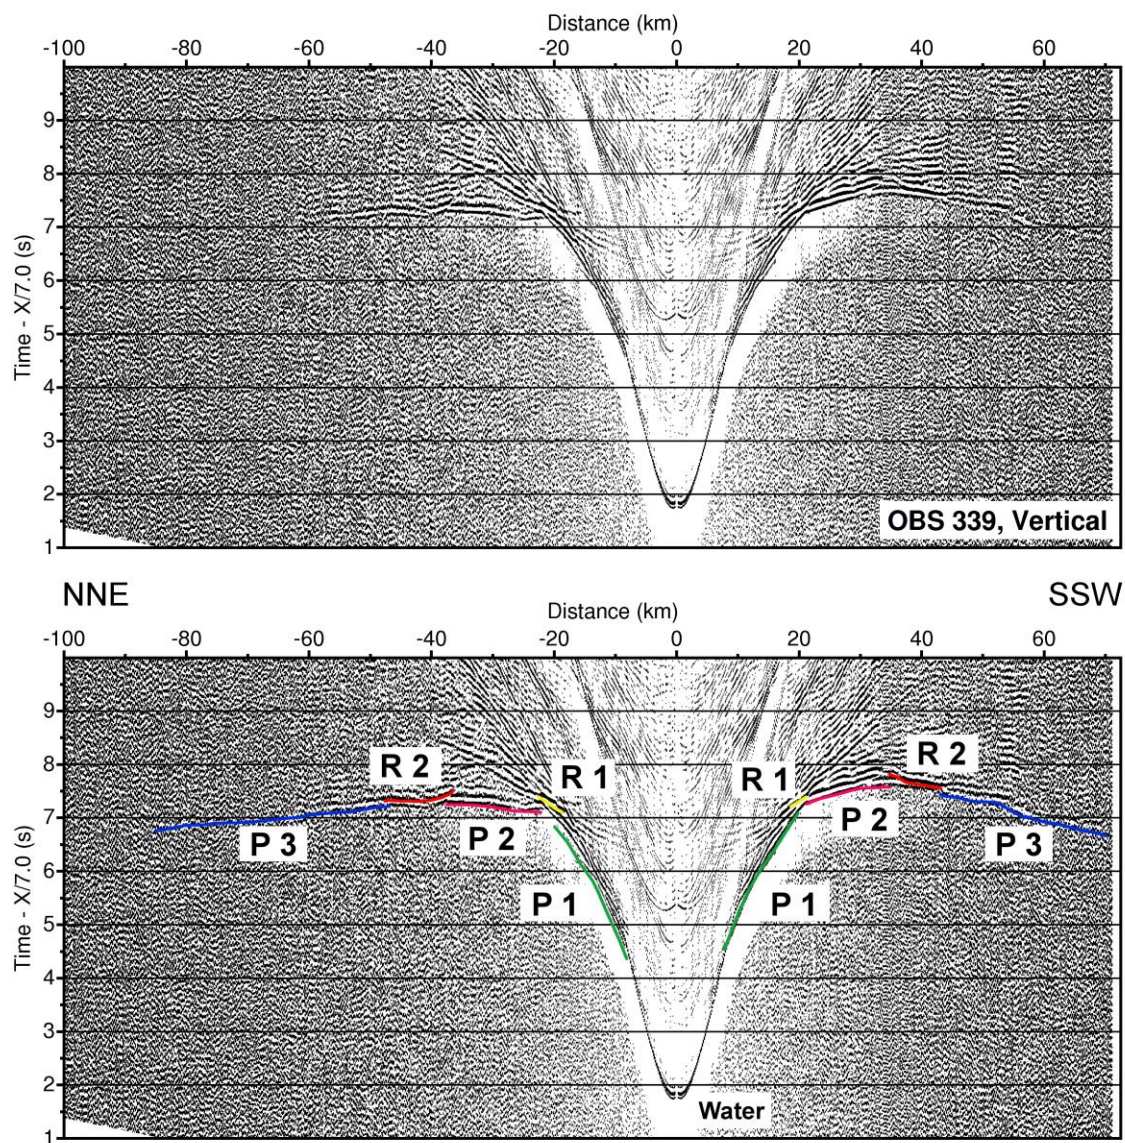 Distance (km)
-100 -80 -60 -40 -20 0 20 40 60
9
8
7
6
5
4
3
2
1
Time - X/7.0 (s)
OBS 339, Vertical
NNE SSW
Distance (km)
-100 -80 -60 -40 -20 0 20 40 60
9
8
7
6
5
4
3
2
1
Time - X/7.0 (s)
R 2 R 1 R 1 R 2
P 3 P 2 P 2 P 3
P 1 P 1
Water